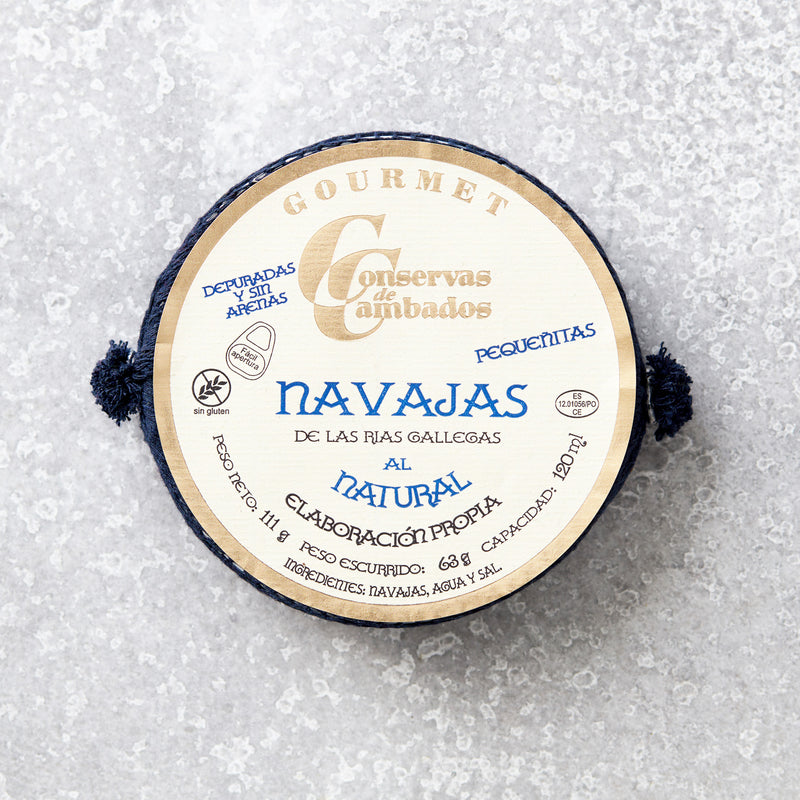 GOURMET
Conservas
de
Cambados
DEPURADAS
Y SIN
ARENAS
Fácil
apertura
PEQUEÑITAS
sin gluten
NAVAJAS
ES
12.01056/PO
CE
DE LAS RIAS GALLEGAS
AL
NATURAL
ELABORACIÓN PROPIA
PESO NETO: 111 g
PESO ESCURRIDO: 63 g
CAPACIDAD: 120 ml
INGREDIENTES: NAVAJAS, AGUA Y SAL.